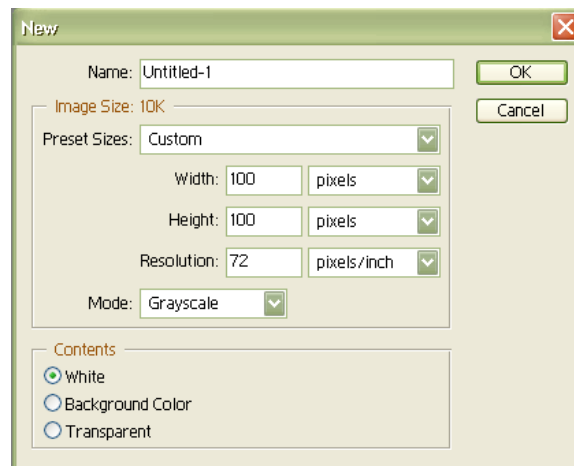 New
Name: Untitled-1
OK
Image Size: 10K
Cancel
Preset Sizes: Custom
Width: 100 pixels
Height: 100 pixels
Resolution: 72 pixels/inch
Mode: Grayscale
Contents
White
Background Color
Transparent